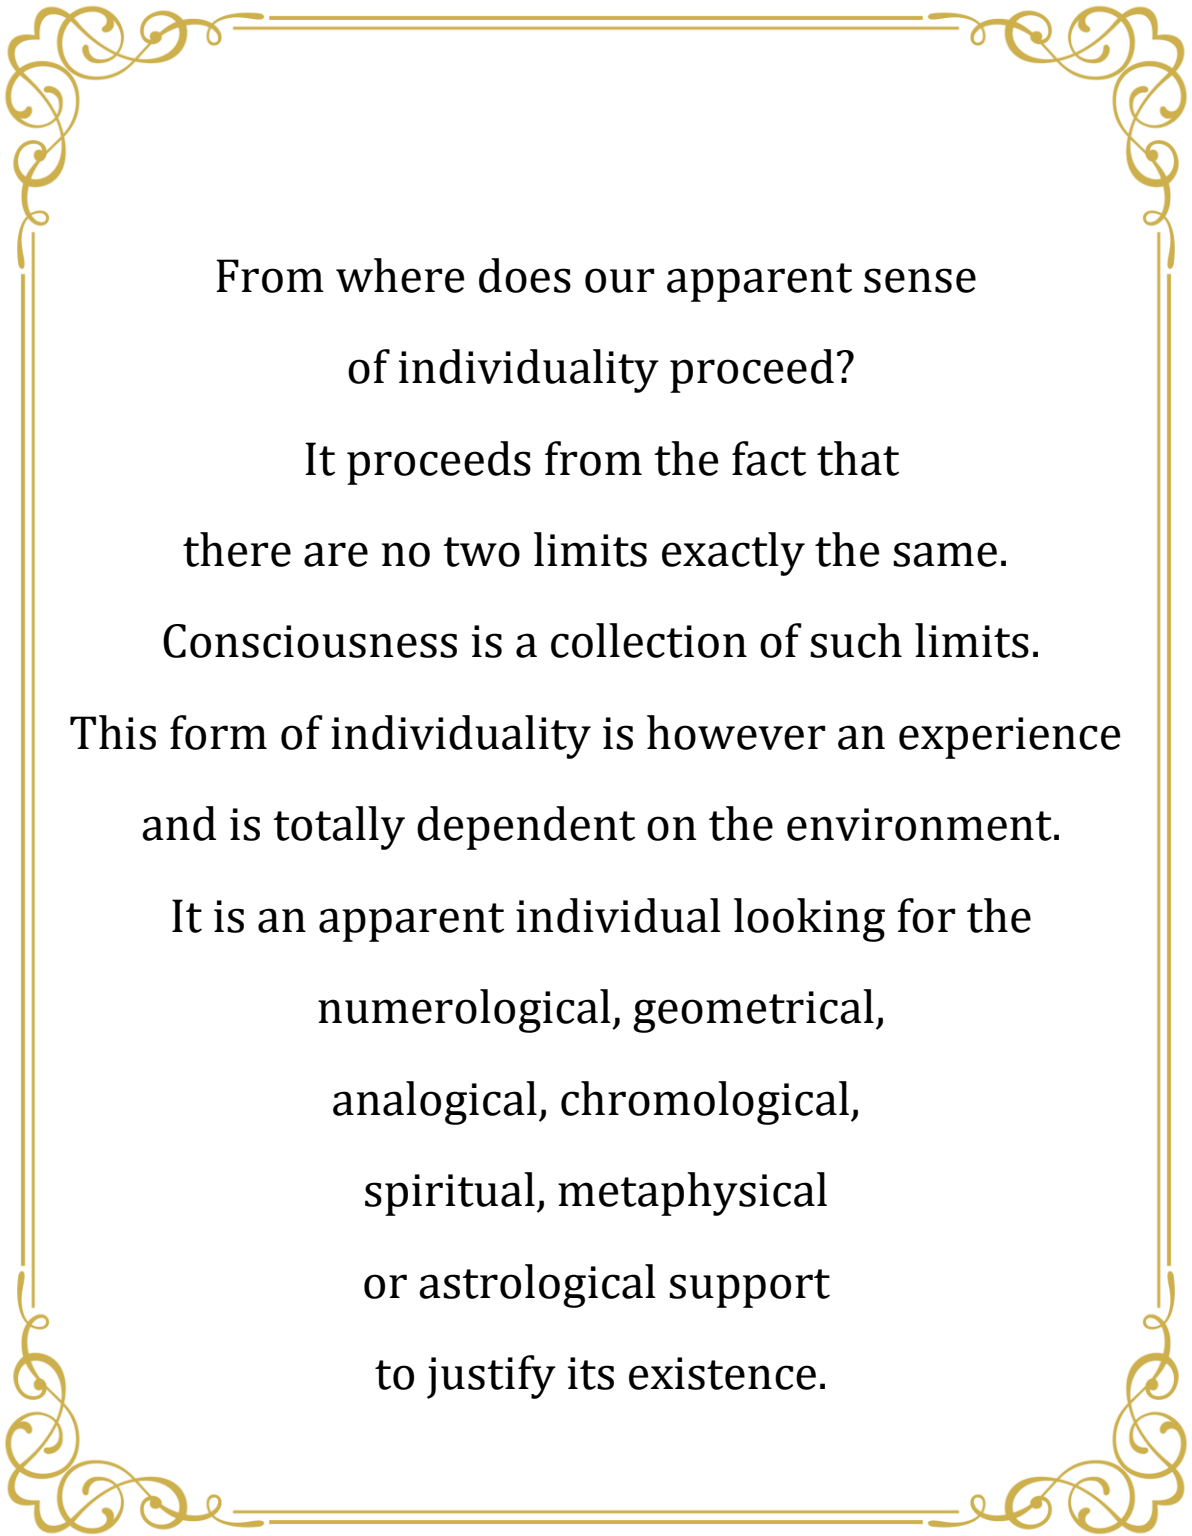 From where does our apparent sense
of individuality proceed?
It proceeds from the fact that
there are no two limits exactly the same.
Consciousness is a collection of such limits.
This form of individuality is however an experience
and is totally dependent on the environment.
It is an apparent individual looking for the
numerological, geometrical,
analogical, chromological,
spiritual, metaphysical
or astrological support
to justify its existence.